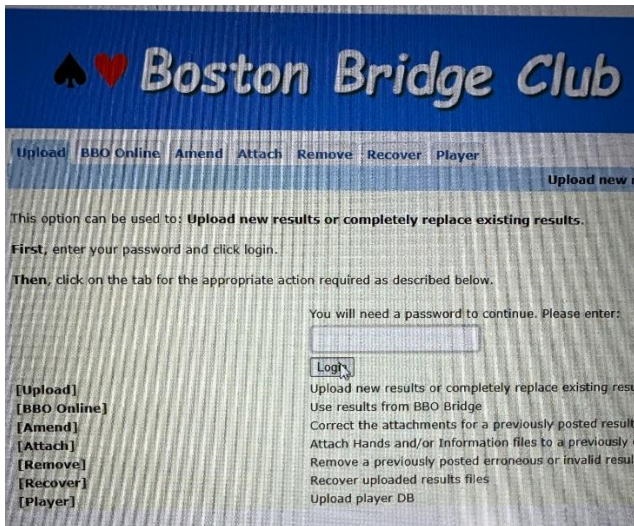 Boston Bridge Club
Upload BBO Online Amend Attach Remove Recover Player
Upload new
This option can be used to: Upload new results or completely replace existing results.
First, enter your password and click login.
Then, click on the tab for the appropriate action required as described below.
You will need a password to continue. Please enter:
Login
[Upload] Upload new results or completely replace existing
[BBO Online] Use results from BBO Bridge
[Amend] Correct the attachments for a previously posted
[Attach] Attach Hands and/or Information files to a previously
[Remove] Remove a previously posted erroneous or invalid
[Recover] Recover uploaded results files
[Player] Upload player DB